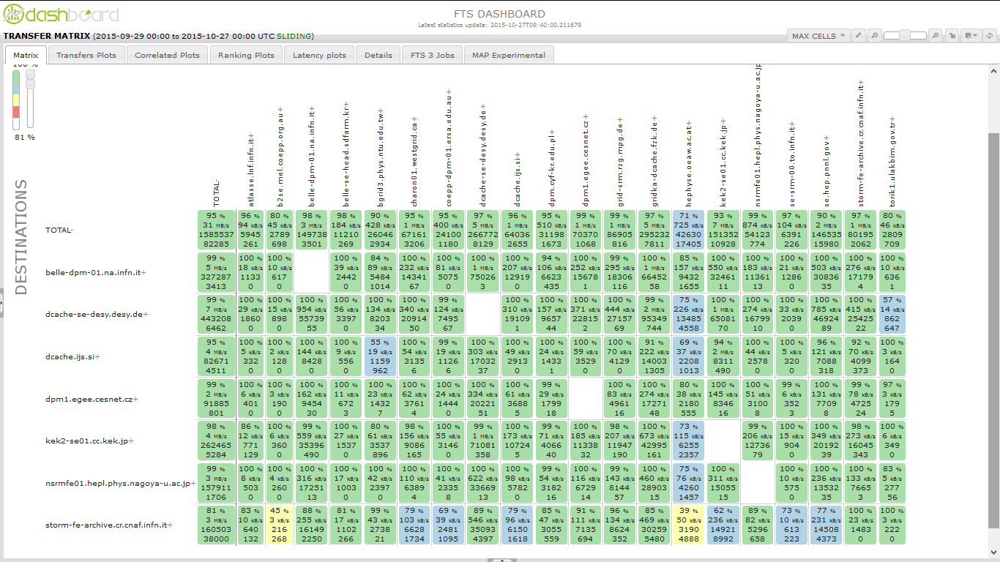 dashboard
FTS DASHBOARD
Latest statistics update: 2015-10-27T09:40:00.211679
TRANSFER MATRIX (2015-09-29 00:00 to 2015-10-27 00:00 UTC SLIDING)
MAX CELLS
Matrix Transfers Plots Correlated Plots Ranking Plots Latency plots Details FTS 3 Jobs MAP Experimental
100 %
81 %
DESTINATIONS
TOTAL-
atlasse.lnf.infn.it+
b2se.mel.coepp.org.au+
belle-dpm-01.na.infn.it+
belle-se-head.sdfarm.kr+
bgrid3.phys.ntu.edu.tw+
charon01.westgrid.ca+
coepp-dpm-01.ersa.edu.au+
dcache-se-desy.desy.de+
dcache.ijs.si+
dpm.cyf-kr.edu.pl+
dpm1.egee.cesnet.cz+
grid-srm.rzg.mpg.de+
gridka-dcache.fzk.de+
hephyse.oeaw.ac.at+
kek2-se01.cc.kek.jp+
nsrmfe01.hepl.phys.nagoya-u.ac.jp
se-srm-00.to.infn.it+
se.hep.pnnl.gov+
storm-fe-archive.cr.cnaf.infn.it+
torik1.ulakbim.gov.tr+
TOTAL-
95 % 96 % 80 % 98 % 98 % 90 % 95 % 95 % 97 % 96 % 95 % 99 % 99 % 97 % 71 % 93 % 99 % 97 % 90 % 97 % 80 %
31 MB/s 94 kB/s 45 kB/s 3 MB/s 184 kB/s 428 kB/s 1 MB/s 400 kB/s 5 MB/s 1 MB/s 510 kB/s 1 MB/s 1 MB/s 5 MB/s 725 kB/s 7 MB/s 874 kB/s 104 kB/s 2 MB/s 1 MB/s 46 kB/s
1585537 5945 2789 149738 11210 26046 67161 24100 266772 64036 31198 70370 86905 295232 42630 151352 54123 6391 146535 80195 2809
82285 261 698 3501 269 2934 3206 1180 8129 2655 1673 1068 816 7811 17405 10928 774 226 15980 2062 709
belle-dpm-01.na.infn.it+
99 % 100 % 100 % 100 % 84 % 99 % 100 % 100 % 100 % 94 % 100 % 99 % 100 % 85 % 100 % 100 % 100 % 100 % 100 % 100 %
5 MB/s 18 kB/s 10 kB/s 39 kB/s 89 kB/s 232 kB/s 81 kB/s 1 MB/s 207 kB/s 106 kB/s 252 kB/s 295 kB/s 1 MB/s 157 kB/s 550 kB/s 183 kB/s 21 kB/s 503 kB/s 276 kB/s 10 kB/s
327287 1133 617 2442 5484 14341 5075 75026 12919 6623 15678 18306 66452 9432 32461 11361 1286 30836 17179 636
3413 0 0 0 1014 67 0 3 0 435 1 116 58 1655 11 13 0 35 4 1
dcache-se-desy.desy.de+
99 % 100 % 100 % 100 % 100 % 100 % 100 % 99 % 100 % 100 % 100 % 100 % 99 % 75 % 100 % 100 % 100 % 100 % 100 % 57 %
7 MB/s 29 kB/s 15 kB/s 954 kB/s 56 kB/s 134 kB/s 340 kB/s 124 kB/s 310 kB/s 157 kB/s 371 kB/s 444 kB/s 2 MB/s 226 kB/s 1 MB/s 274 kB/s 33 kB/s 785 kB/s 415 kB/s 14 kB/s
443208 1860 898 55739 3397 8203 20914 7495 19109 9657 22815 27157 95349 13485 65081 16799 2039 46924 25422 862
6462 0 0 55 0 34 50 67 1 44 2 69 744 4558 70 10 0 89 22 647
dcache.ijs.si+
95 % 100 % 100 % 100 % 100 % 55 % 100 % 99 % 100 % 100 % 100 % 100 % 100 % 91 % 69 % 94 % 100 % 100 % 96 % 92 % 100 %
4 MB/s 5 kB/s 2 kB/s 144 kB/s 9 kB/s 19 kB/s 54 kB/s 19 kB/s 303 kB/s 49 kB/s 24 kB/s 59 kB/s 70 kB/s 222 kB/s 37 kB/s 2 MB/s 44 kB/s 5 kB/s 121 kB/s 70 kB/s 3 kB/s
82671 332 128 8428 556 1159 3135 1126 17032 2913 1433 3529 4129 14003 2208 8311 2578 320 7088 4099 164
4511 0 0 0 0 962 6 6 37 0 1 0 0 1305 1013 490 0 0 318 373 0
dpm1.egee.cesnet.cz+
99 % 100 % 100 % 100 % 100 % 100 % 100 % 100 % 100 % 100 % 99 % 100 % 100 % 80 % 100 % 100 % 99 % 100 % 99 % 97 %
2 MB/s 6 kB/s 3 kB/s 162 kB/s 11 kB/s 23 kB/s 62 kB/s 24 kB/s 334 kB/s 61 kB/s 29 kB/s 83 kB/s 274 kB/s 38 kB/s 145 kB/s 51 kB/s 6 kB/s 131 kB/s 78 kB/s 3 kB/s
91885 401 190 9454 672 1432 3761 1444 20221 3688 1799 4961 17271 2180 8346 3100 352 7709 4725 179
801 0 0 30 3 7 4 0 51 5 18 16 48 555 16 8 3 8 24 5
kek2-se01.cc.kek.jp+
98 % 86 % 100 % 99 % 100 % 80 % 98 % 100 % 99 % 100 % 99 % 100 % 98 % 100 % 73 % 99 % 100 % 100 % 98 % 100 %
4 MB/s 12 kB/s 6 kB/s 559 kB/s 27 kB/s 61 kB/s 156 kB/s 55 kB/s 1 MB/s 173 kB/s 71 kB/s 185 kB/s 207 kB/s 673 kB/s 115 kB/s 206 kB/s 15 kB/s 349 kB/s 273 kB/s 6 kB/s
262465 771 360 35396 1537 3537 9086 3146 71081 10724 4066 11338 11947 42995 6255 12736 904 20192 16045 349
5284 129 0 490 0 896 165 0 358 5 40 32 190 161 2357 79 0 39 343 0
nsrmfe01.hepl.phys.nagoya-u.ac.jp+
99 % 100 % 100 % 100 % 100 % 100 % 100 % 100 % 100 % 100 % 99 % 100 % 99 % 100 % 75 % 100 % 100 % 100 % 100 % 83 %
3 MB/s 8 kB/s 4 kB/s 316 kB/s 17 kB/s 42 kB/s 110 kB/s 41 kB/s 622 kB/s 98 kB/s 54 kB/s 116 kB/s 143 kB/s 460 kB/s 76 kB/s 311 kB/s 10 kB/s 236 kB/s 133 kB/s 5 kB/s
157911 503 260 17251 1003 2397 6389 2335 33669 5782 3182 6729 8144 28903 4260 15055 575 13532 7665 277
1706 0 0 13 0 0 4 8 13 0 16 14 57 15 1457 15 0 35 3 56
storm-fe-archive.cr.cnaf.infn.it+
81 % 83 % 45 % 88 % 81 % 99 % 79 % 69 % 89 % 79 % 85 % 91 % 96 % 85 % 39 % 62 % 89 % 73 % 77 % 100 % 100 %
3 MB/s 10 kB/s 3 kB/s 255 kB/s 17 kB/s 43 kB/s 103 kB/s 39 kB/s 546 kB/s 96 kB/s 47 kB/s 111 kB/s 134 kB/s 469 kB/s 50 kB/s 236 kB/s 82 kB/s 10 kB/s 231 kB/s 23 kB/s 3 kB/s
160503 640 216 16149 1102 2738 6628 2481 35093 6150 3055 7135 8624 30259 3190 14921 5296 613 14508 1483 222
38000 132 268 2250 266 21 1734 1095 4397 1618 559 694 352 5480 4888 8992 658 223 4373 0 0